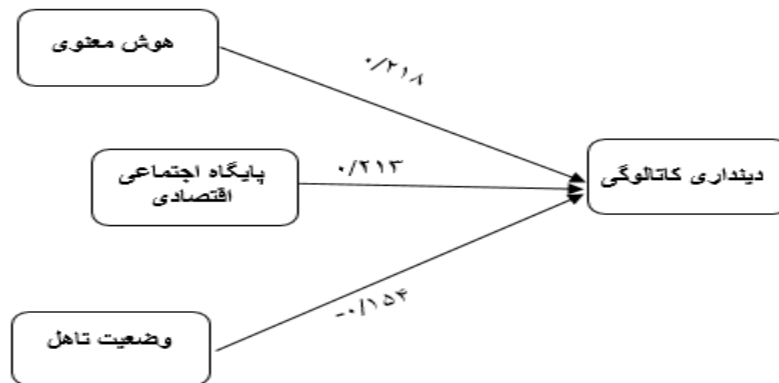 هوش معنوی
۰/۲۱۸
پایگاه اجتماعی
اقتصادی
۰/۲۱۳
دینداری کاتالوگی
-۰/۱۵۴
وضعیت تاهل